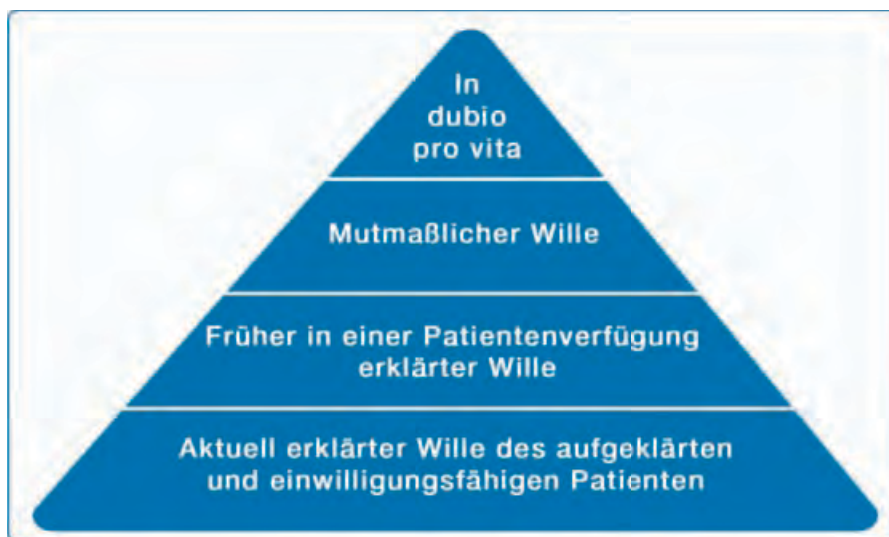 In
dubio
pro vita
Mutmaßlicher Wille
Früher in einer Patientenverfügung
erklärter Wille
Aktuell erklärter Wille des aufgeklärten
und einwilligungsfähigen Patienten